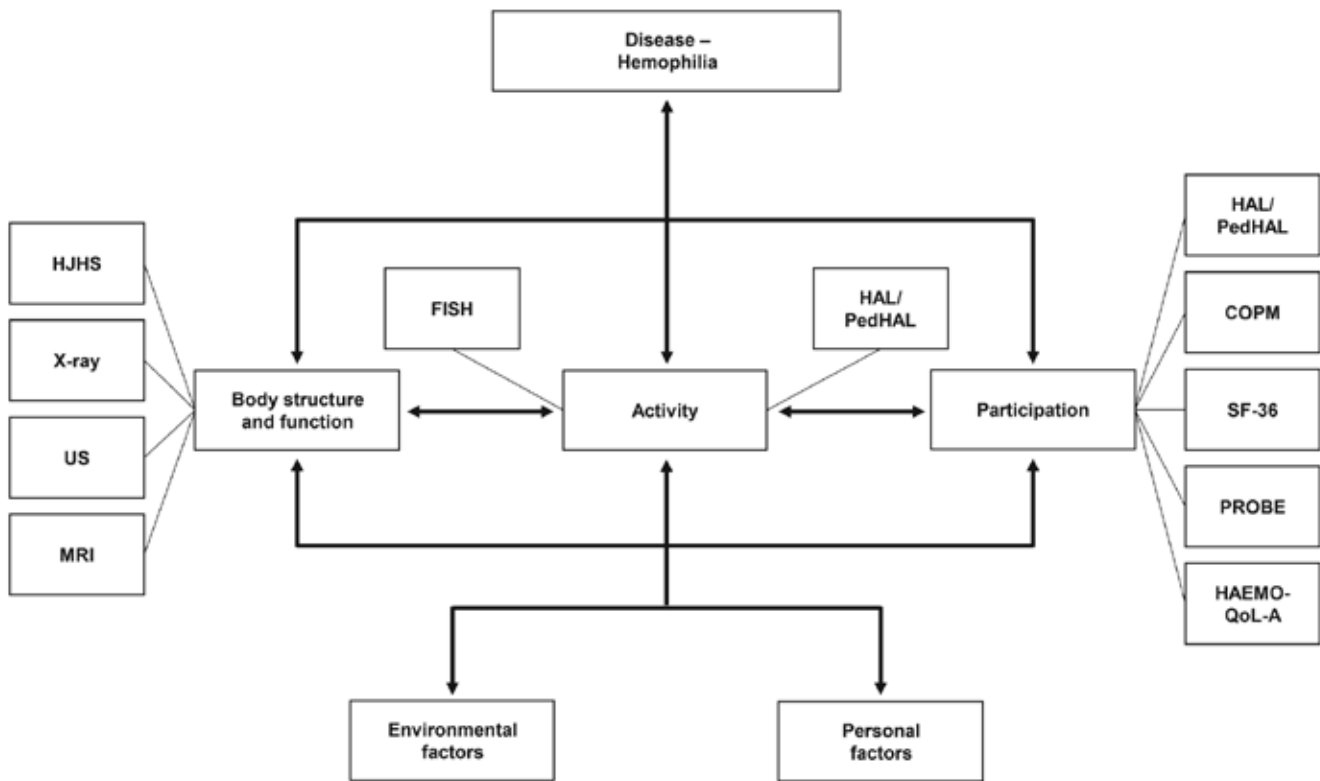 Disease –
Hemophilia
HJHS
X-ray
US
MRI
FISH
HAL/
PedHAL
Body structure
and function
Activity
Participation
HAL/
PedHAL
COPM
SF-36
PROBE
HAEMO-
QoL-A
Environmental
factors
Personal
factors